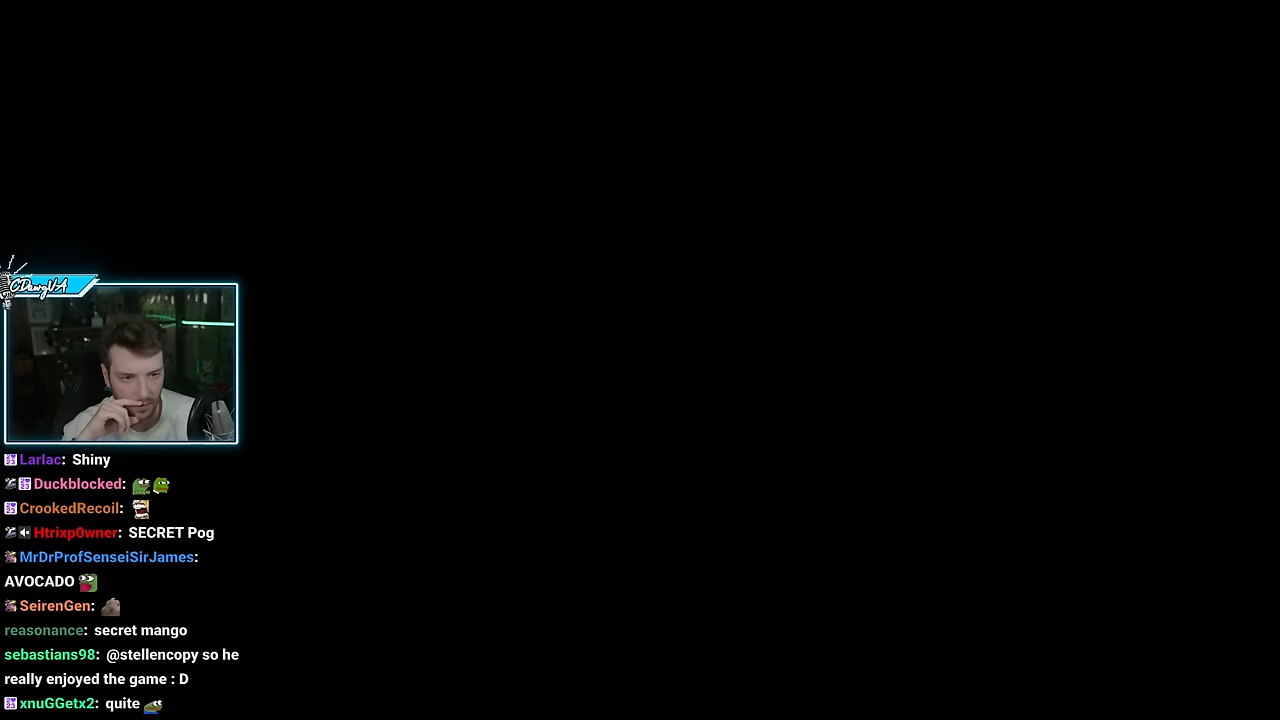 CDawgVA
Larlac: Shiny
Duckblocked:
CrookedRecoil:
Htrixp0wner: SECRET Pog
MrDrProfSenseiSirJames:
AVOCADO
SeirenGen:
reasonance: secret mango
sebastians98: @stellencopy so he
really enjoyed the game : D
xnuGGetx2: quite